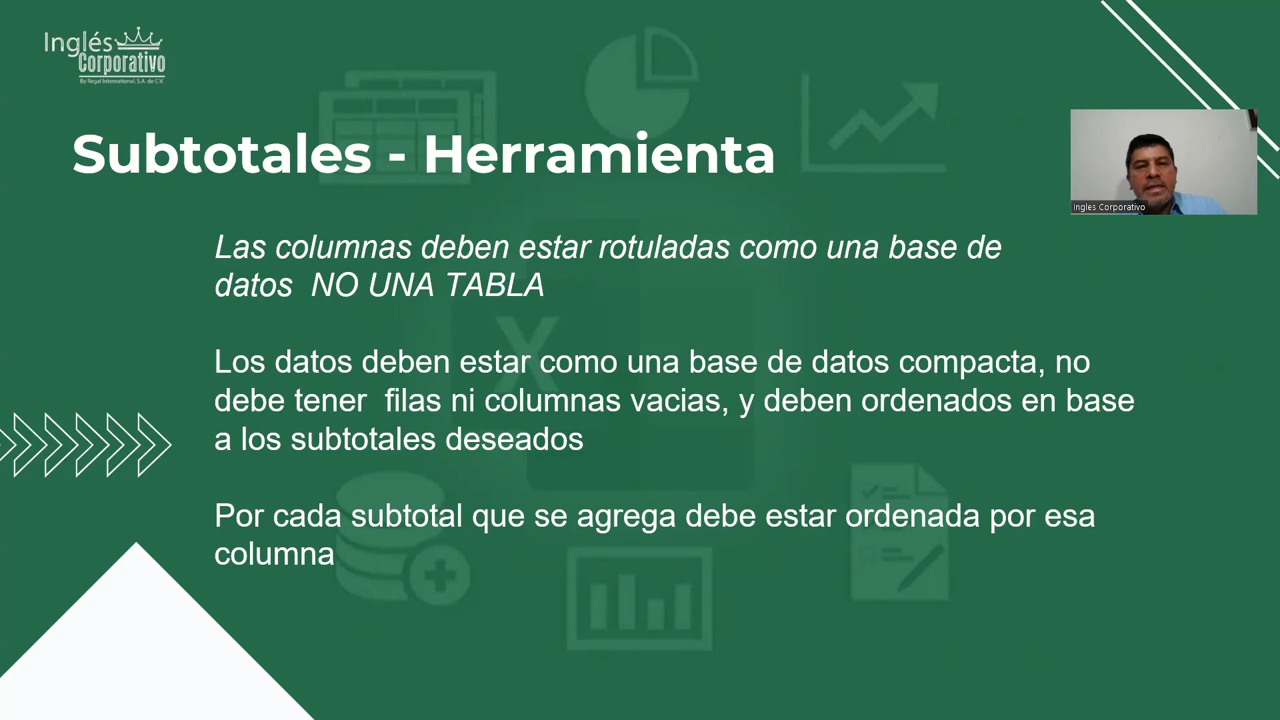 Inglés
Corporativo
By Regal International, S.A. de C.V.
Subtotales - Herramienta
Ingles Corporativo
Las columnas deben estar rotuladas como una base de
datos  NO UNA TABLA
Los datos deben estar como una base de datos compacta, no
debe tener  filas ni columnas vacias, y deben ordenados en base
a los subtotales deseados
Por cada subtotal que se agrega debe estar ordenada por esa
columna
X